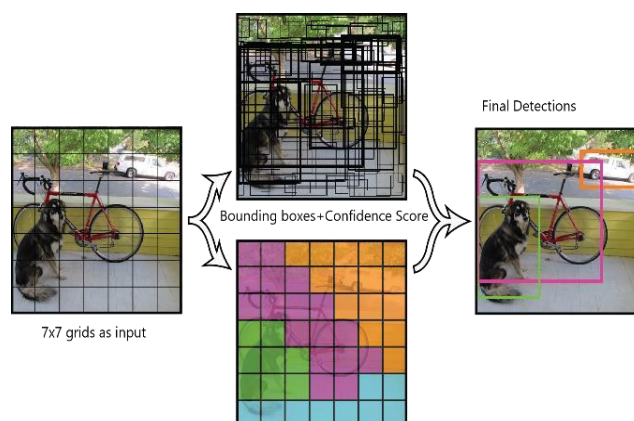 Final Detections
Bounding boxes+Confidence Score
7x7 grids as input